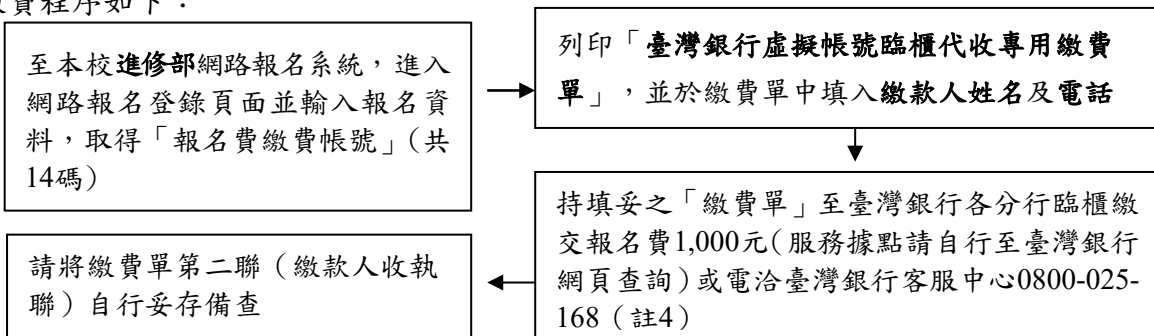 繳費程序如下：
至本校進修部網路報名系統，進入
網路報名登錄頁面並輸入報名資
料，取得「報名費繳費帳號」（共
14碼）
列印「臺灣銀行虛擬帳號臨櫃代收專用繳費
單」，並於繳費單中填入繳款人姓名及電話
持填妥之「繳費單」至臺灣銀行各分行臨櫃繳
交報名費1,000元（服務據點請自行至臺灣銀行
網頁查詢）或電洽臺灣銀行客服中心0800-025-
168（註4）
請將繳費單第二聯（繳款人收執
聯）自行妥存備查